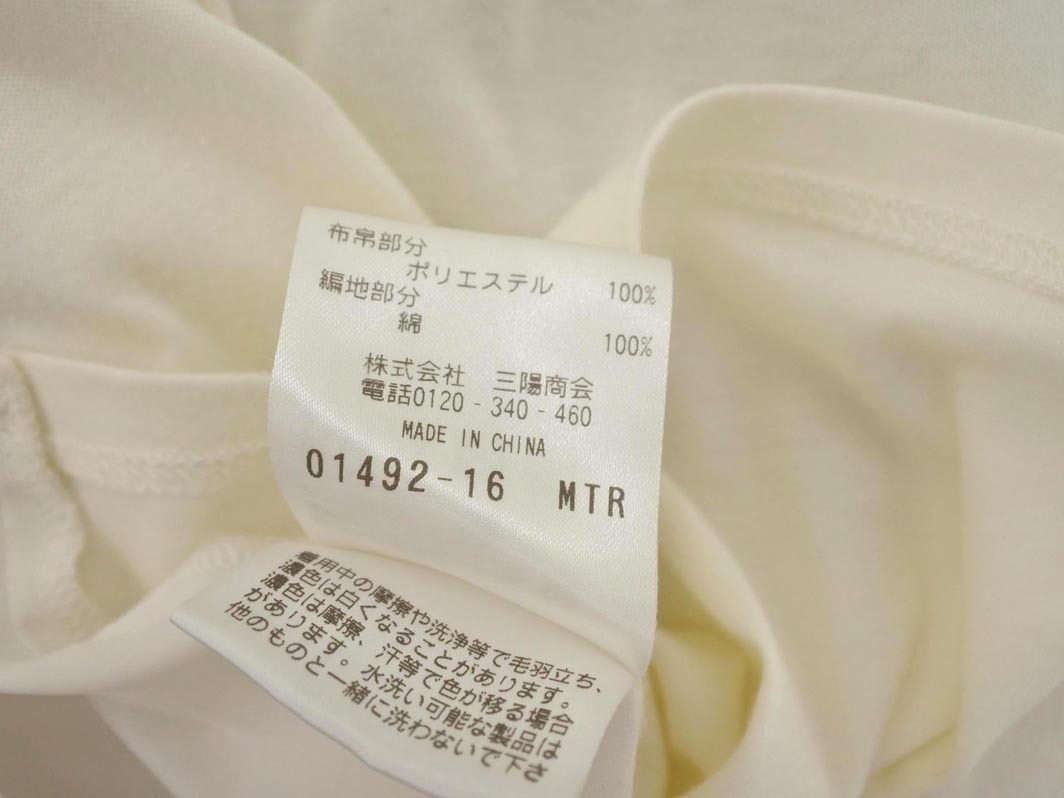 布帛部分
ポリエステル 100%
編地部分
綿 100%
株式会社 三陽商会
電話0120-340-460
MADE IN CHINA
01492-16 MTR
着用中の摩擦や洗浄等で毛羽立ち、
濃色は白くなることがあります。
濃色は摩擦、汗等で色が移る場合
があります。水洗い可能な製品は
他のものと一緒に洗わないで下さ